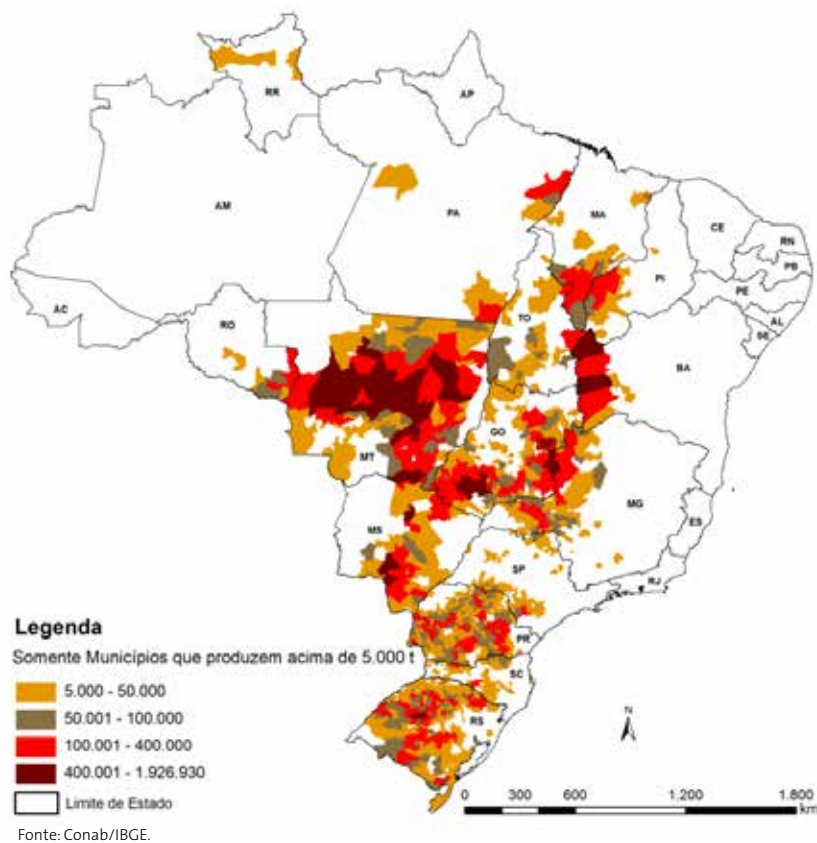 RR
AP
AM
PA
MA
CE
RN
PB
PE
AL
SE
PI
AC
RO
TO
BA
MT
GO
MG
ES
MS
SP
RJ
PR
SC
RS
Legenda
Somente Municípios que produzem acima de 5.000 t
5.000 - 50.000
50.001 - 100.000
100.001 - 400.000
400.001 - 1.926.930
Limite de Estado
N
0 300 600 1.200 1.800
km
Fonte: Conab/IBGE.